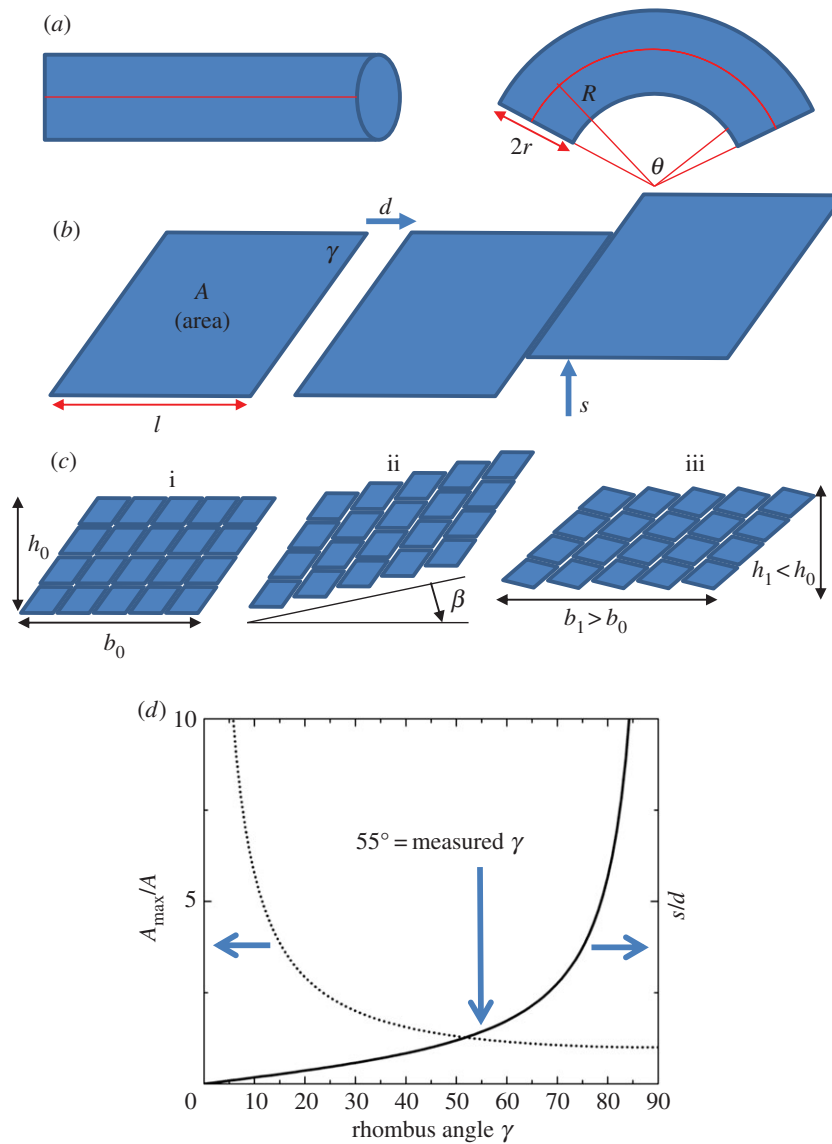 (a)
R
2r
θ
(b)
d
γ
A
(area)
l
s
(c)
i
ii
iii
h0
b0
β
b1 > b0
h1 < h0
(d)
10
5
0
Amax/A
55° = measured γ
s/d
0 10 20 30 40 50 60 70 80 90
rhombus angle γ